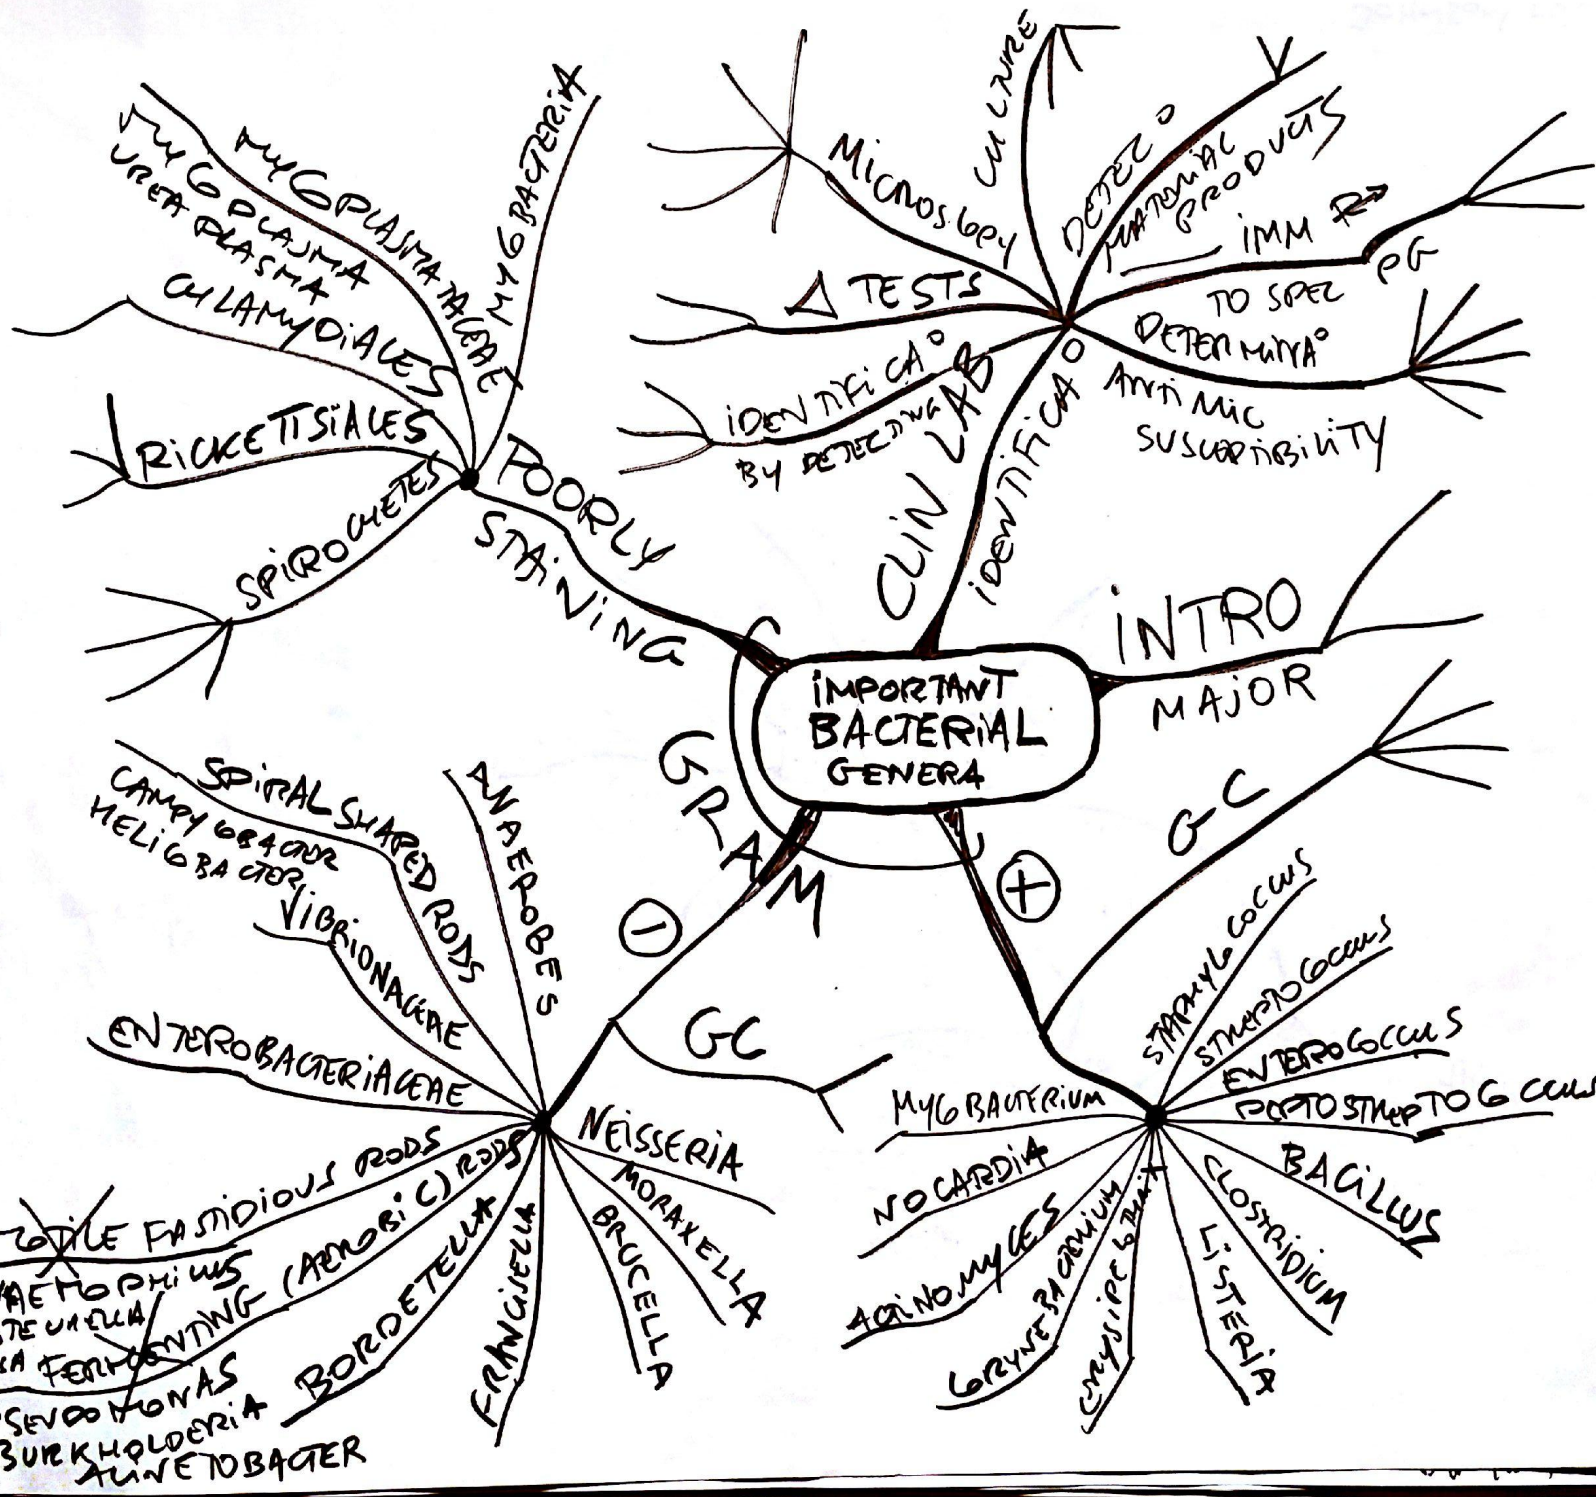 IMPORTANT
BACTERIAL
GENERA
INTRO
MAJOR
CLIN LAB
IDENTIFICAº
MICROSCOPY
CULTURE
DETECº
MATERIAL
PRODUCTS
IMM R
TO SPEC
DETERMINAº
ANTIMIC
SUSCEPTIBILITY
Δ TESTS
IDENTIFICAº
BY DETECTING
POORLY
STAINING
MYCOBACTERIA
MYCOPLASMATACEAE
MYCOPLASMA
UREAPLASMA
CHLAMYDIALES
RICKETTSIALES
SPIROCHETES
GRAM
+
GC
STAPHYLOCOCCUS
STREPTOCOCCUS
ENTEROCOCCUS
PEPTOSTREPTOCOCCUS
BACILLUS
CLOSTRIDIUM
LISTERIA
CORYNEBACTERIUM
ACTINOMYCES
NOCARDIA
MYCOBACTERIUM
-
GC
NEISSERIA
MORAXELLA
BRUCELLA
FRANCISELLA
BORDETELLA
FERMENTING (AEROBIC) RODS
PSEUDOMONAS
BURKHOLDERIA
ACINETOBACTER
FASTIDIOUS RODS
HAEMOPHILUS
ENTEROBACTERIACEAE
VIBRIONACEAE
SPIRAL SHAPED RODS
CAMPYLOBACTER
HELICOBACTER
ANAEROBES